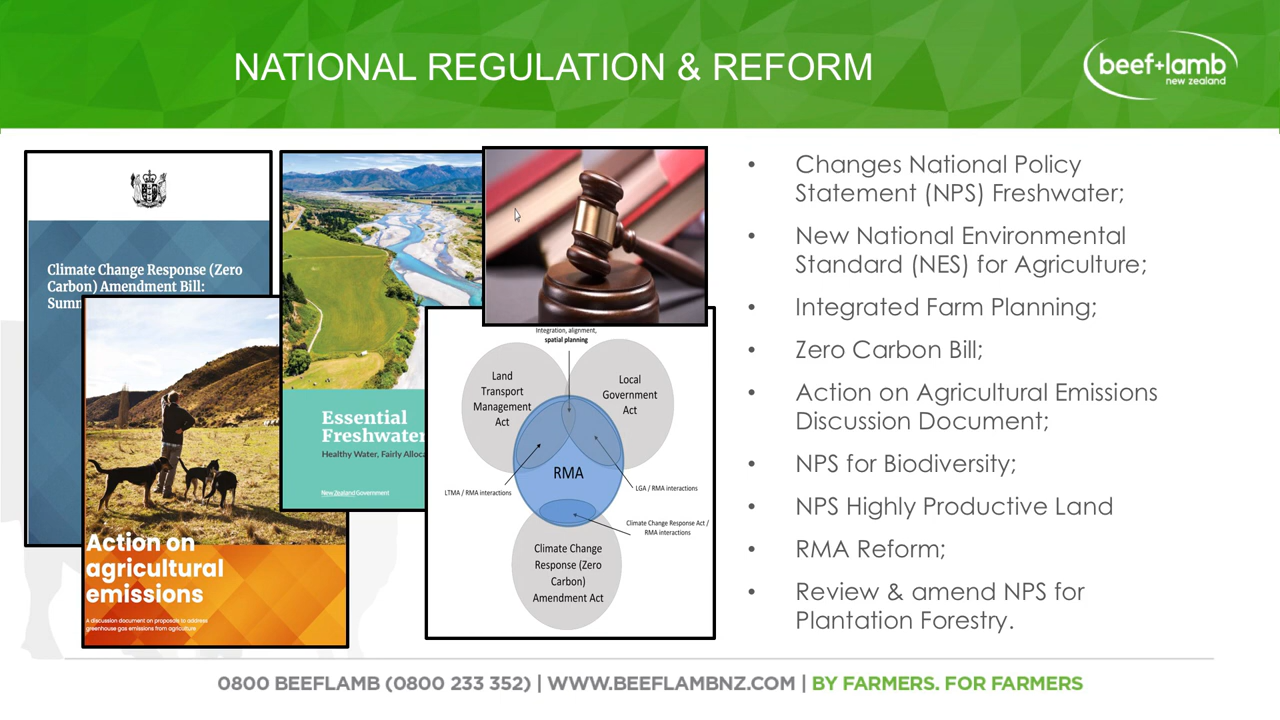 NATIONAL REGULATION & REFORM
beef+lamb
new zealand
Climate Change Response (Zero
Carbon) Amendment Bill:
Summ
Action on
agricultural
emissions
A discussion document on proposals to address
greenhouse gas emissions from agriculture
Essential
Freshwater
Healthy Water, Fairly Alloca
New Zealand Government
Integration, alignment,
spatial planning
Land
Transport
Management
Act
Local
Government
Act
RMA
LTMA / RMA interactions
LGA / RMA interactions
Climate Change Response Act /
RMA interactions
Climate Change
Response (Zero
Carbon)
Amendment Act
• Changes National Policy
Statement (NPS) Freshwater;
• New National Environmental
Standard (NES) for Agriculture;
• Integrated Farm Planning;
• Zero Carbon Bill;
• Action on Agricultural Emissions
Discussion Document;
• NPS for Biodiversity;
• NPS Highly Productive Land
• RMA Reform;
• Review & amend NPS for
Plantation Forestry.
0800 BEEFLAMB (0800 233 352) | WWW.BEEFLAMBNZ.COM | BY FARMERS. FOR FARMERS